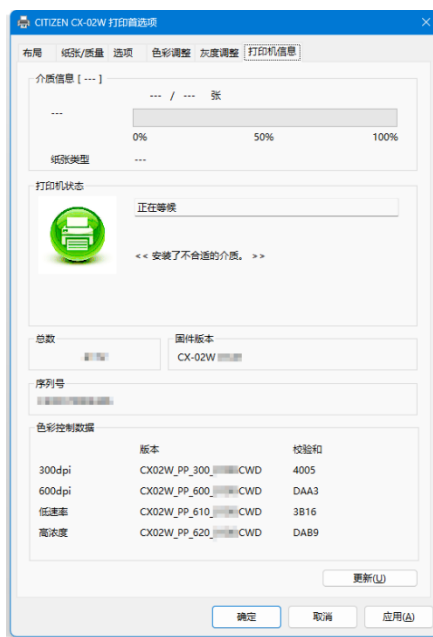 CITIZEN CX-02W 打印首选项
布局 纸张/质量 选项 色彩调整 灰度调整 打印机信息
介质信息 [ --- ]
--- / --- 张
---
0% 50% 100%
纸张类型 ---
打印机状态
正在等候
<< 安装了不合适的介质。 >>
总数 固件版本
CX-02W
序列号
色彩控制数据
版本 校验和
300dpi CX02W_PP_300_ CWD 4005
600dpi CX02W_PP_600_ CWD DAA3
低速率 CX02W_PP_610_ CWD 3B16
高浓度 CX02W_PP_620_ CWD DAB9
更新(U)
确定 取消 应用(A)